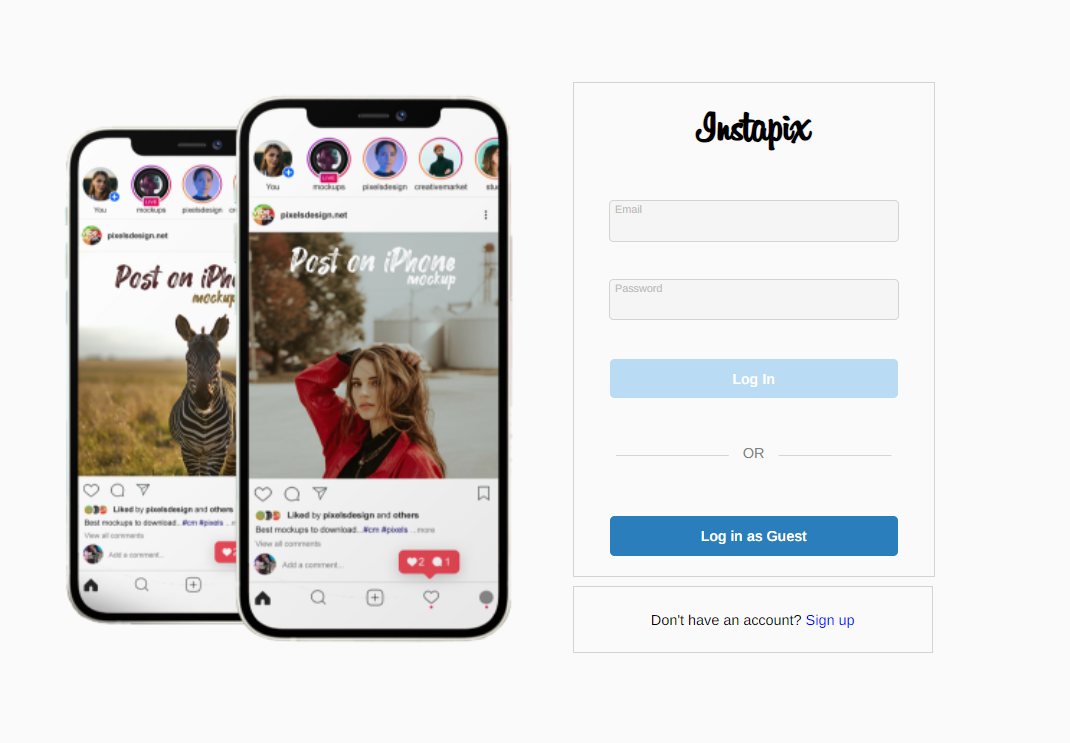 You
mockups
LIVE
pixelsdesign
pixelsdesign.net
Post on iPh
mockup
Liked by pixelsdesign and others
Best mockups to download... #cm #pixels
View all comments
Add a comment...
You
LIVE
mockups
pixelsdesign
creativemarket
pixelsdesign.net
Post on iPhone
mockup
Liked by pixelsdesign and others
Best mockups to download... #cm #pixels ...more
View all comments
Add a comment...
2 1
Instapix
Email
Password
Log In
OR
Log in as Guest
Don't have an account? Sign up